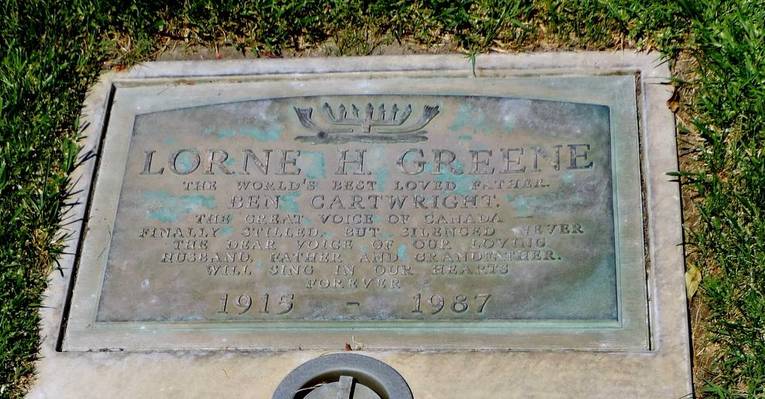 LORNE H. GREENE
THE WORLD'S BEST LOVED FATHER.
BEN CARTWRIGHT.
THE GREAT VOICE OF CANADA
FINALLY STILLED, BUT SILENCED NEVER
THE DEAR VOICE OF OUR LOVING
HUSBAND, FATHER AND GRANDFATHER.
WILL SING IN OUR HEARTS
FOREVER
1915 - 1987